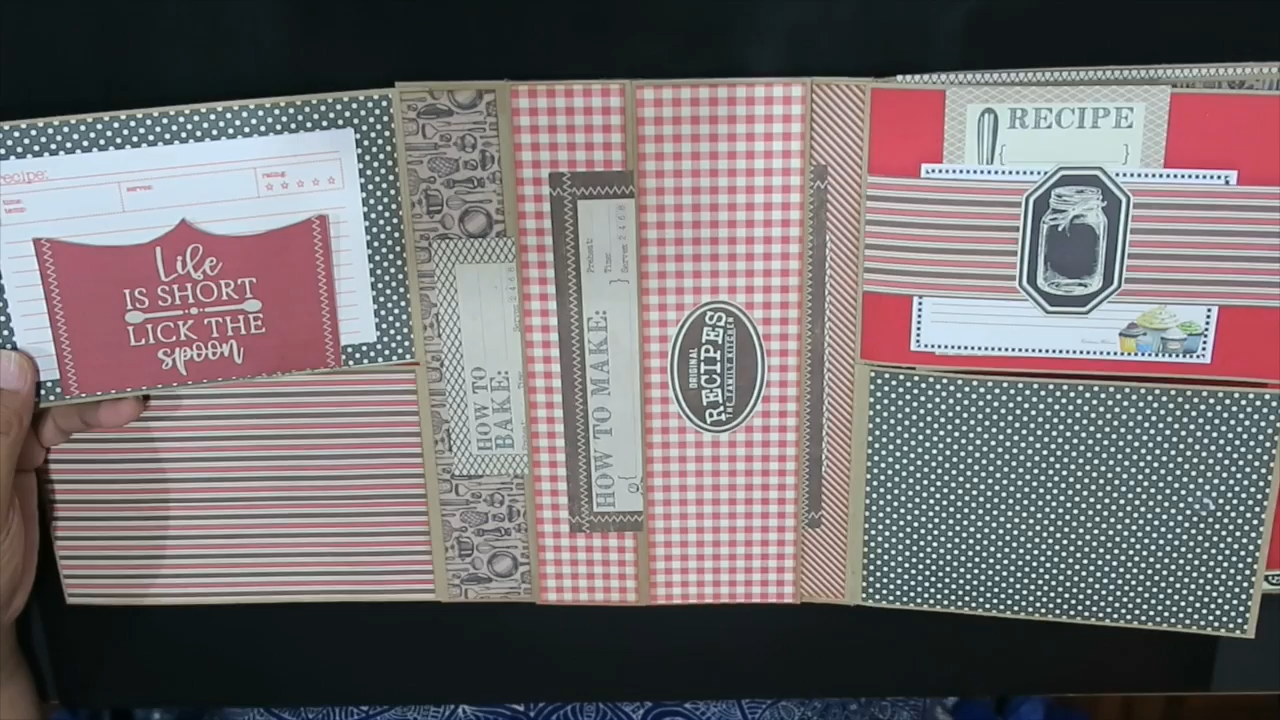 recipe:
serves:
rating:
time:
temp:
Life
IS SHORT
LICK THE
spoon
HOW TO
BAKE:
Serves 2 4 6 8
HOW TO MAKE:
Preheat:
Time:
Serves 2 4 6 8
ORIGINAL
RECIPES
THE FAMILY KITCHEN
RECIPE